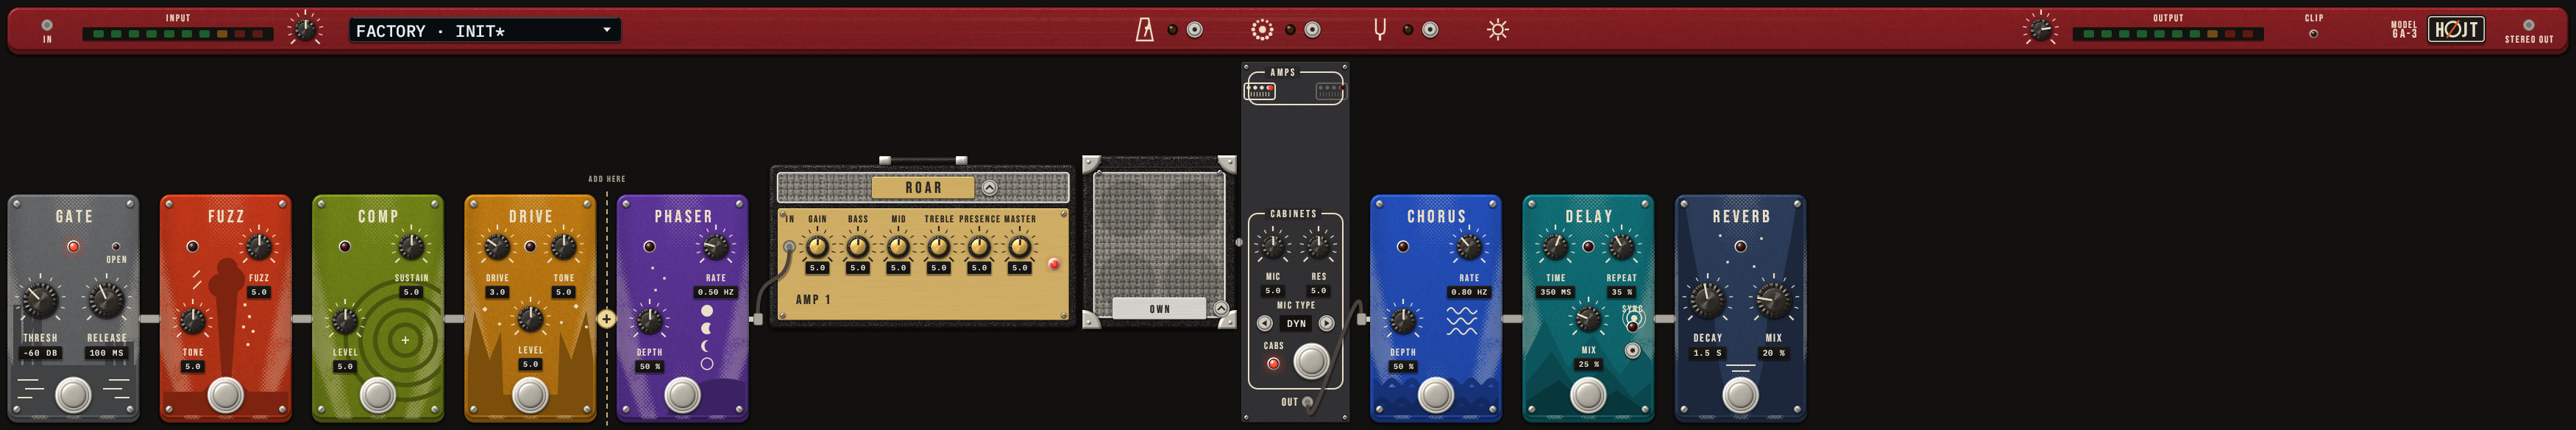 INPUT
IN
FACTORY · INIT*
OUTPUT
CLIP
MODEL
GA-3
HØJT
STEREO OUT
AMPS
ADD HERE
GATE
OPEN
THRESH
RELEASE
-60 DB
100 MS
FUZZ
FUZZ
5.0
TONE
5.0
COMP
SUSTAIN
5.0
LEVEL
5.0
DRIVE
DRIVE
TONE
3.0
5.0
LEVEL
5.0
PHASER
RATE
0.50 HZ
DEPTH
50 %
ROAR
IN GAIN BASS MID TREBLE PRESENCE MASTER
5.0 5.0 5.0 5.0 5.0 5.0
AMP 1
OWN
CABINETS
MIC
RES
5.0
5.0
MIC TYPE
DYN
CABS
OUT
CHORUS
RATE
0.80 HZ
DEPTH
50 %
DELAY
TIME
REPEAT
350 MS
35 %
SYNC
MIX
25 %
REVERB
DECAY
MIX
1.5 S
20 %